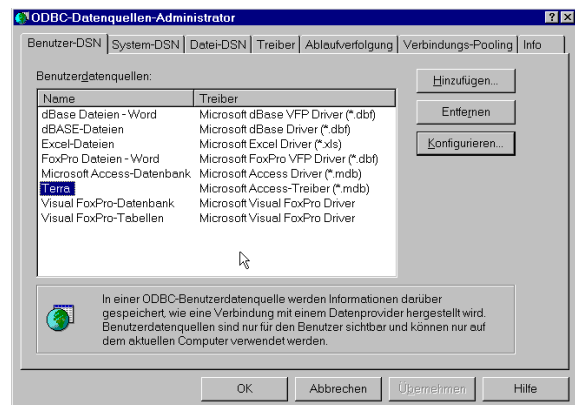 ODBC-Datenquellen-Administrator
Benutzer-DSN System-DSN Datei-DSN Treiber Ablaufverfolgung Verbindungs-Pooling Info
Benutzerdatenquellen:
Hinzufügen...
Name Treiber
dBase Dateien - Word Microsoft dBase VFP Driver (*.dbf)
Entfernen
dBASE-Dateien Microsoft dBase Driver (*.dbf)
Excel-Dateien Microsoft Excel Driver (*.xls)
Konfigurieren...
FoxPro Dateien - Word Microsoft FoxPro VFP Driver (*.dbf)
Microsoft Access-Datenbank Microsoft Access Driver (*.mdb)
Terra Microsoft Access-Treiber (*.mdb)
Visual FoxPro-Datenbank Microsoft Visual FoxPro Driver
Visual FoxPro-Tabellen Microsoft Visual FoxPro Driver
In einer ODBC-Benutzerdatenquelle werden Informationen darüber
gespeichert, wie eine Verbindung mit einem Datenprovider hergestellt wird.
Benutzerdatenquellen sind nur für den Benutzer sichtbar und können nur auf
dem aktuellen Computer verwendet werden.
OK Abbrechen Übernehmen Hilfe